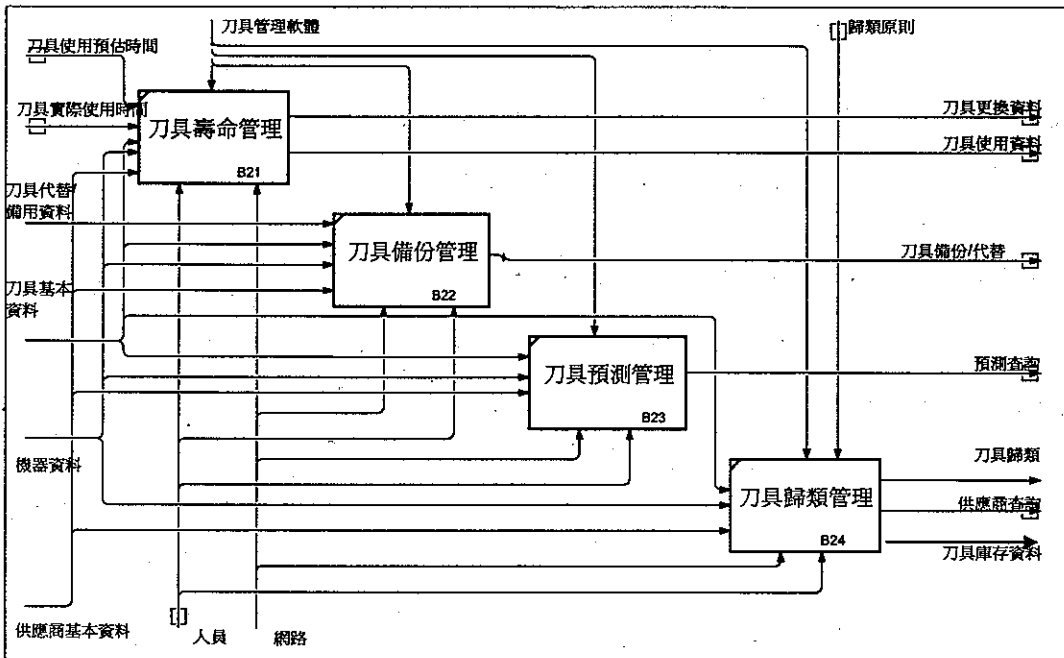 刀具管理軟體
歸類原則
刀具使用預估時間
刀具實際使用時間
刀具壽命管理
B21
刀具更換資料
刀具使用資料
刀具代替/
備用資料
刀具備份管理
B22
刀具備份/代替
刀具基本
資料
刀具預測管理
B23
預測查詢
機器資料
刀具歸類管理
B24
刀具歸類
供應商查詢
刀具庫存資料
供應商基本資料
人員
網路